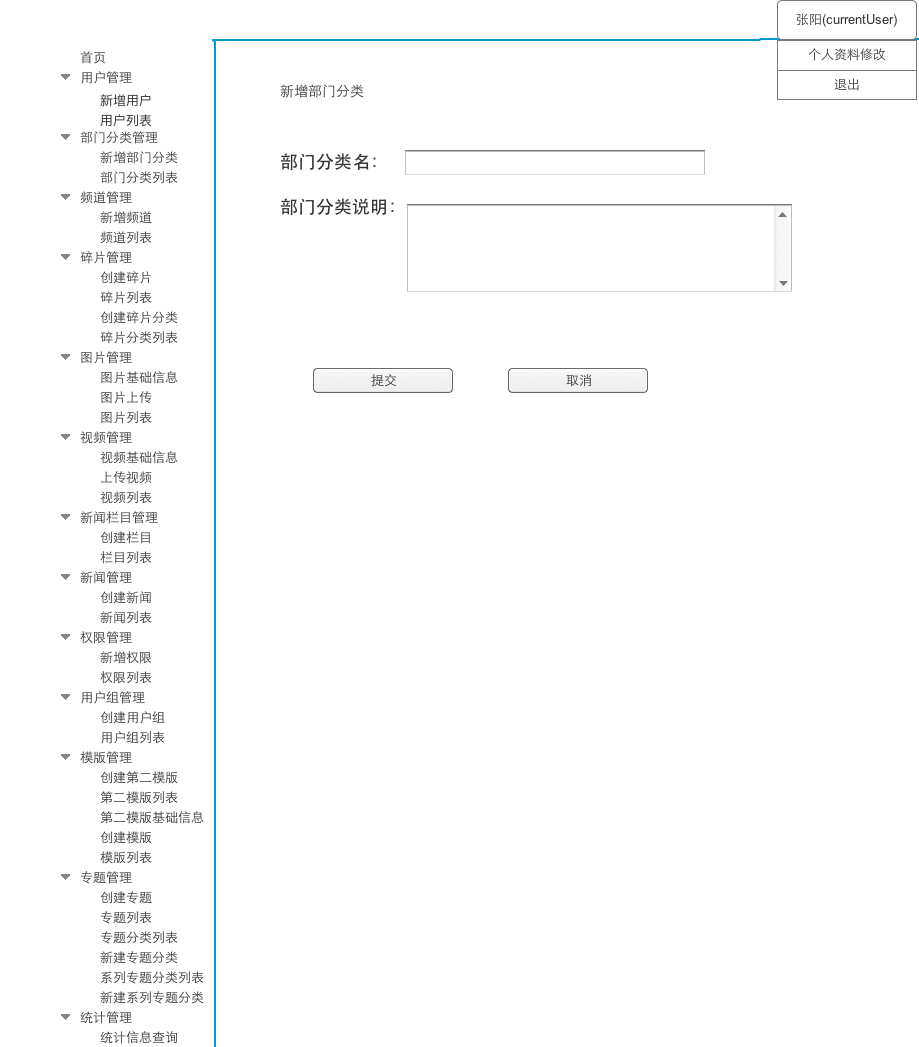 张阳(currentUser)
个人资料修改
退出
首页
用户管理
新增用户
用户列表
部门分类管理
新增部门分类
部门分类列表
频道管理
新增频道
频道列表
碎片管理
创建碎片
碎片列表
创建碎片分类
碎片分类列表
图片管理
图片基础信息
图片上传
图片列表
视频管理
视频基础信息
上传视频
视频列表
新闻栏目管理
创建栏目
栏目列表
新闻管理
创建新闻
新闻列表
权限管理
新增权限
权限列表
用户组管理
创建用户组
用户组列表
模版管理
创建第二模版
第二模版列表
第二模版基础信息
创建模版
模版列表
专题管理
创建专题
专题列表
专题分类列表
新建专题分类
系列专题分类列表
新建系列专题分类
统计管理
统计信息查询
新增部门分类
部门分类名：
部门分类说明：
提交
取消